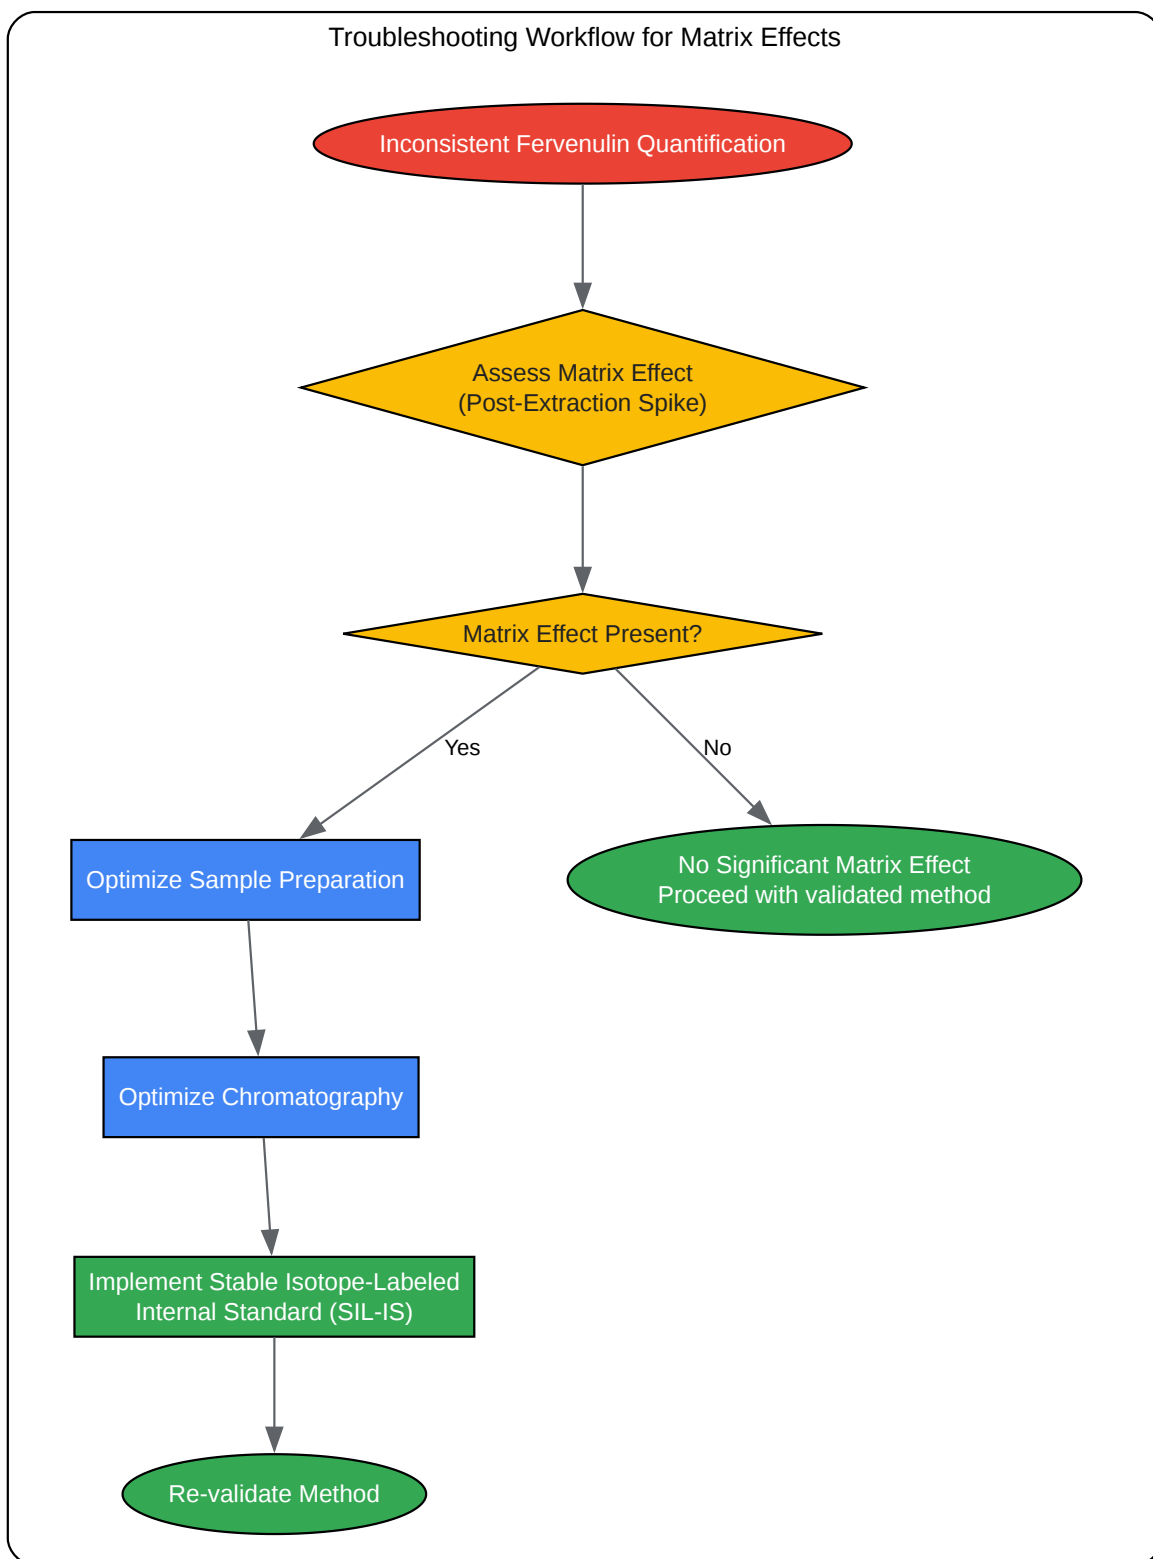 Troubleshooting Workflow for Matrix Effects
Inconsistent Fervenulin Quantification
Assess Matrix Effect
(Post-Extraction Spike)
Matrix Effect Present?
Yes
No
Optimize Sample Preparation
No Significant Matrix Effect
Proceed with validated method
Optimize Chromatography
Implement Stable Isotope-Labeled
Internal Standard (SIL-IS)
Re-validate Method